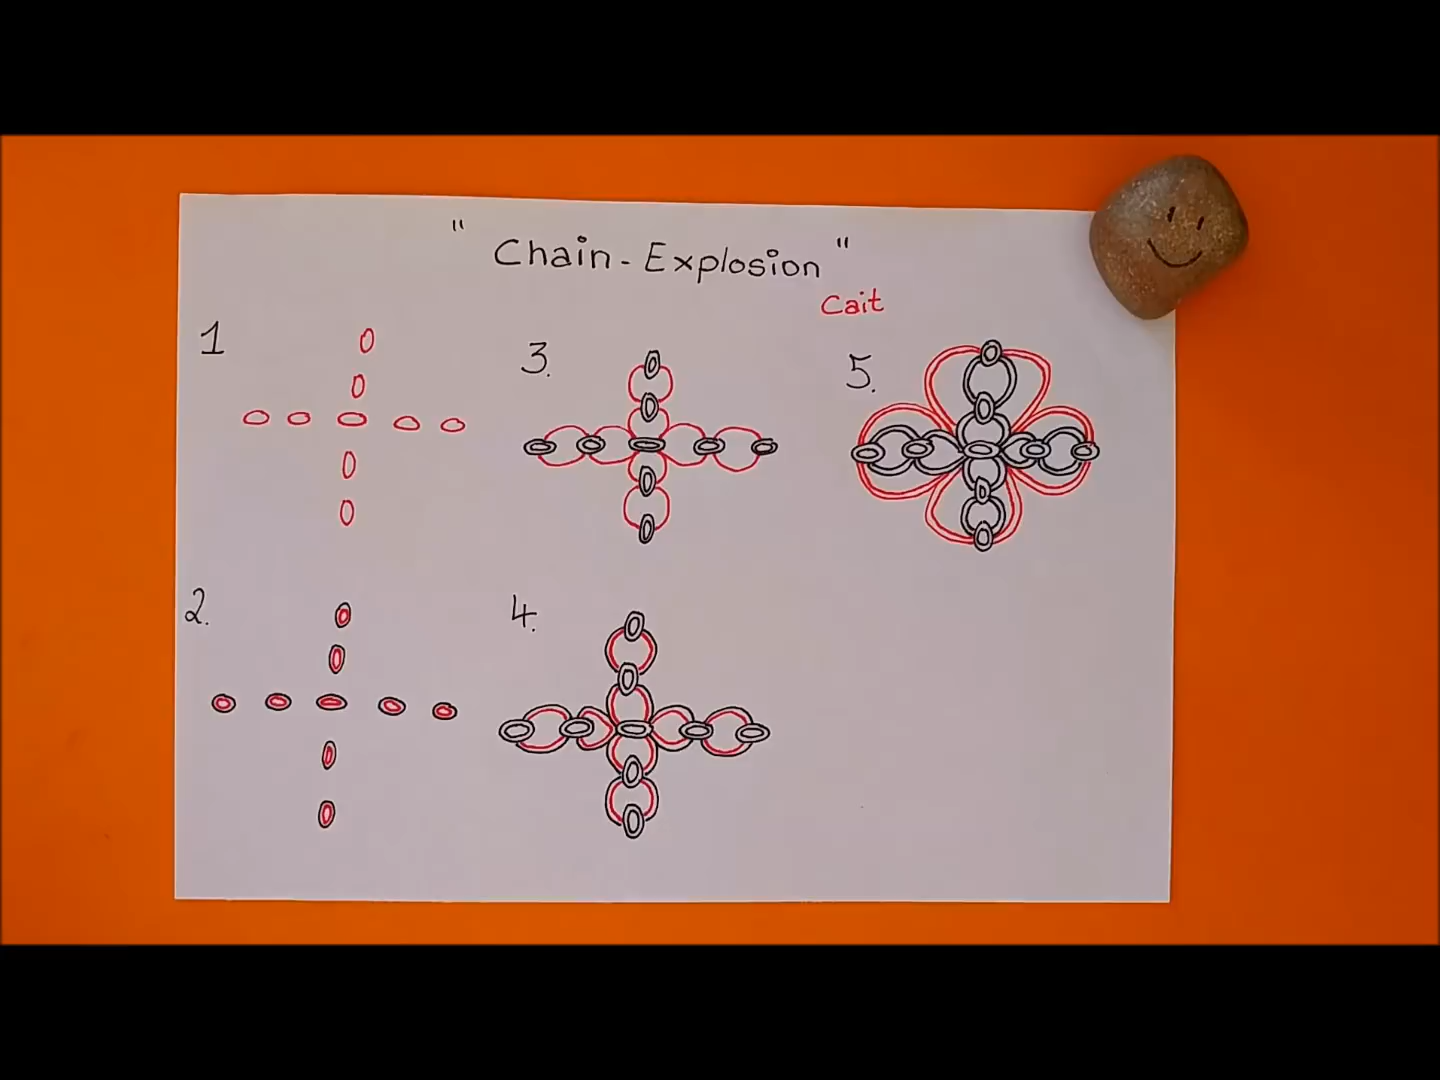 "Chain-Explosion"
Cait
1
2.
3.
4.
5.